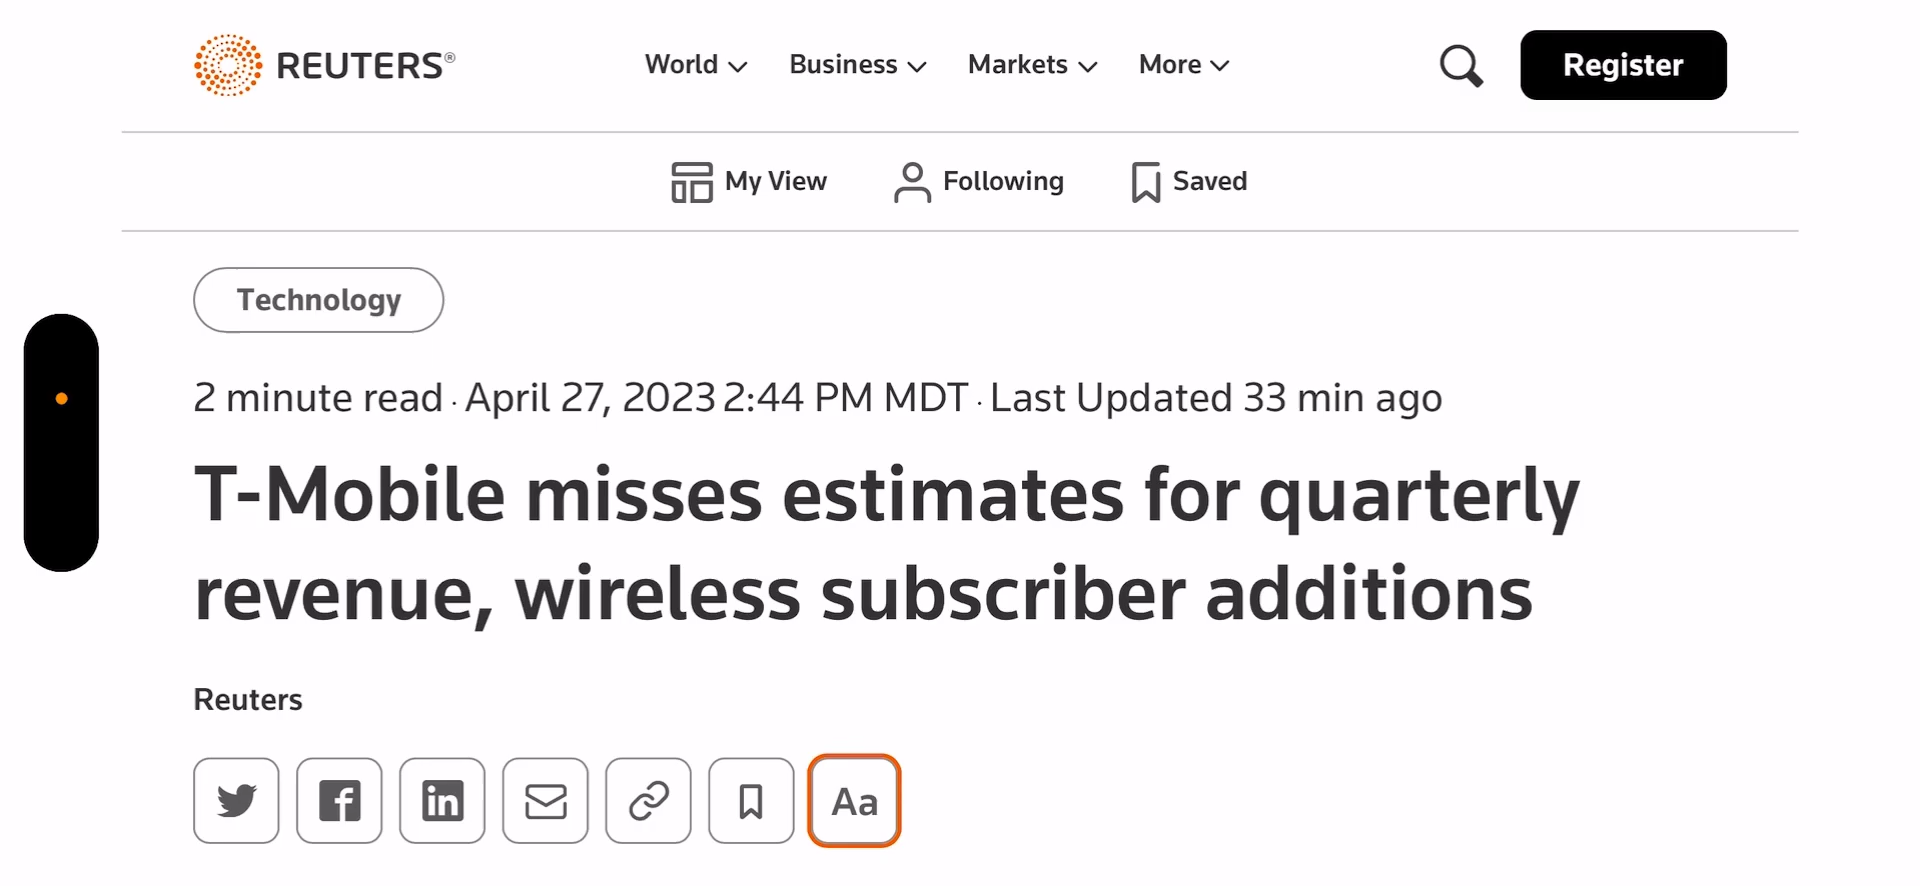 REUTERS®
World Business Markets More
Register
My View Following Saved
Technology
2 minute read · April 27, 2023 2:44 PM MDT · Last Updated 33 min ago
T-Mobile misses estimates for quarterly
revenue, wireless subscriber additions
Reuters
Aa